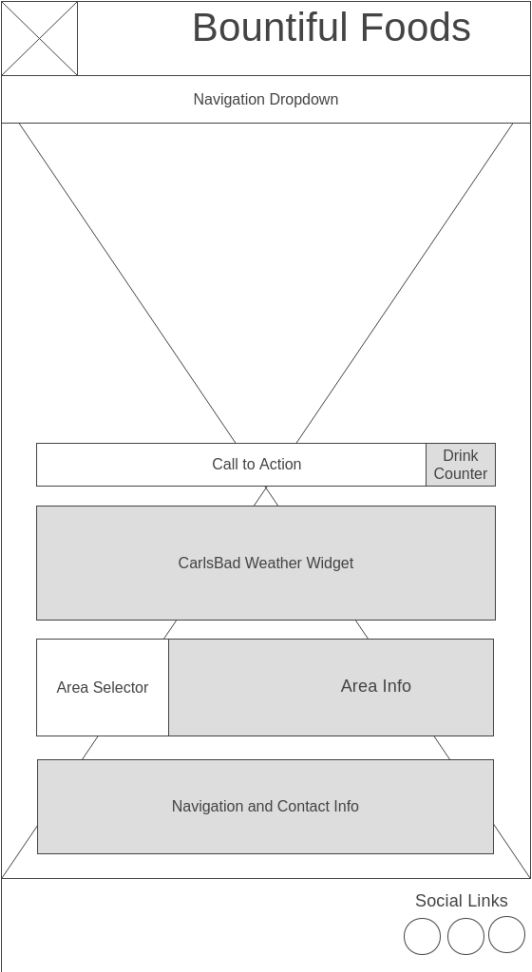 Bountiful Foods
Navigation Dropdown
Call to Action
Drink
Counter
CarlsBad Weather Widget
Area Selector
Area Info
Navigation and Contact Info
Social Links